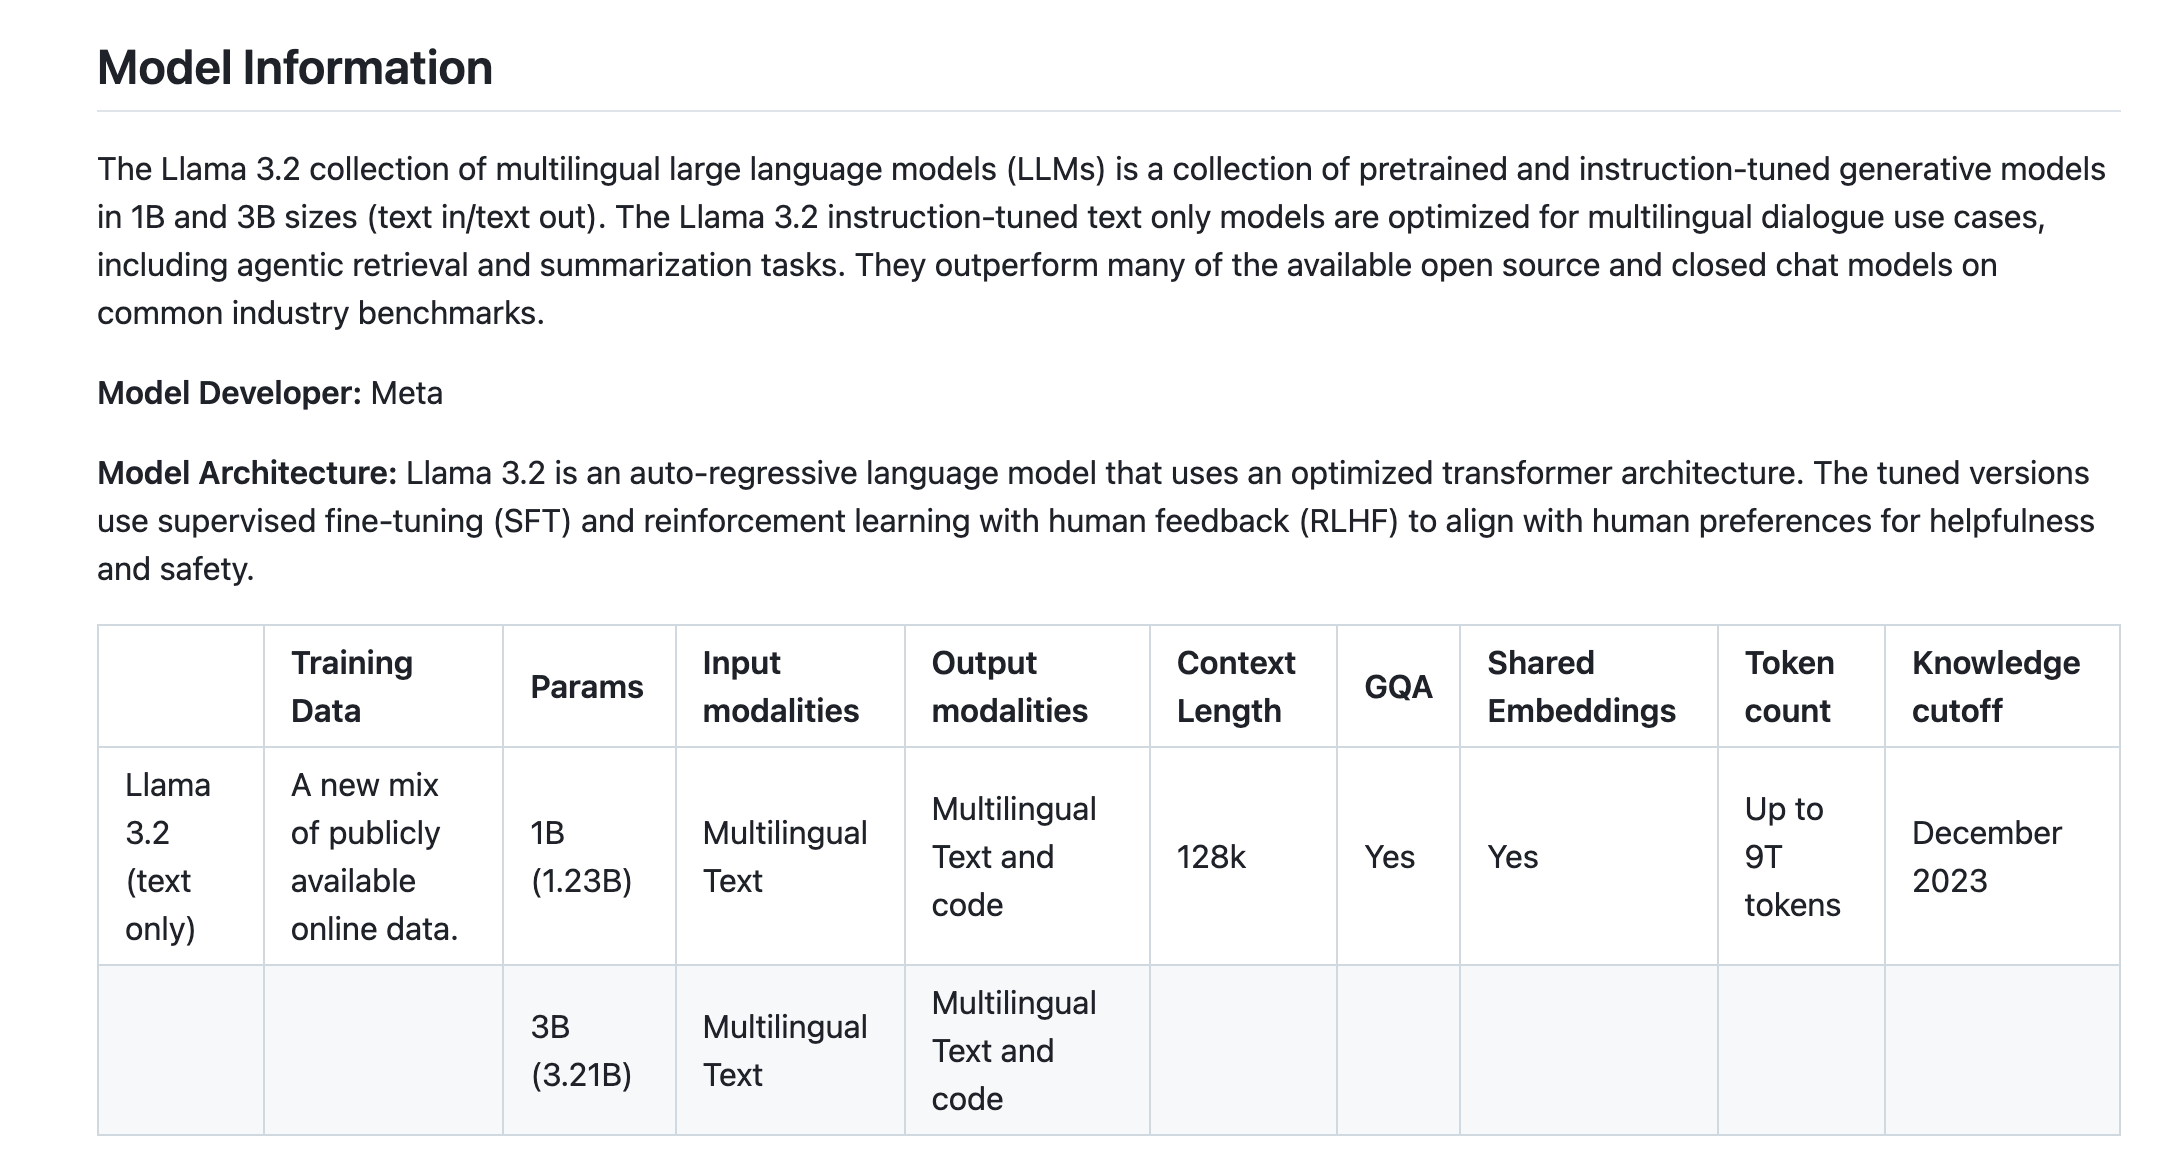 Model Information
The Llama 3.2 collection of multilingual large language models (LLMs) is a collection of pretrained and instruction-tuned generative models
in 1B and 3B sizes (text in/text out). The Llama 3.2 instruction-tuned text only models are optimized for multilingual dialogue use cases,
including agentic retrieval and summarization tasks. They outperform many of the available open source and closed chat models on
common industry benchmarks.
Model Developer: Meta
Model Architecture: Llama 3.2 is an auto-regressive language model that uses an optimized transformer architecture. The tuned versions
use supervised fine-tuning (SFT) and reinforcement learning with human feedback (RLHF) to align with human preferences for helpfulness
and safety.
Training
Data
Params
Input
modalities
Output
modalities
Context
Length
GQA
Shared
Embeddings
Token
count
Knowledge
cutoff
Llama
3.2
(text
only)
A new mix
of publicly
available
online data.
1B
(1.23B)
Multilingual
Text
Multilingual
Text and
code
128k
Yes
Yes
Up to
9T
tokens
December
2023
3B
(3.21B)
Multilingual
Text
Multilingual
Text and
code